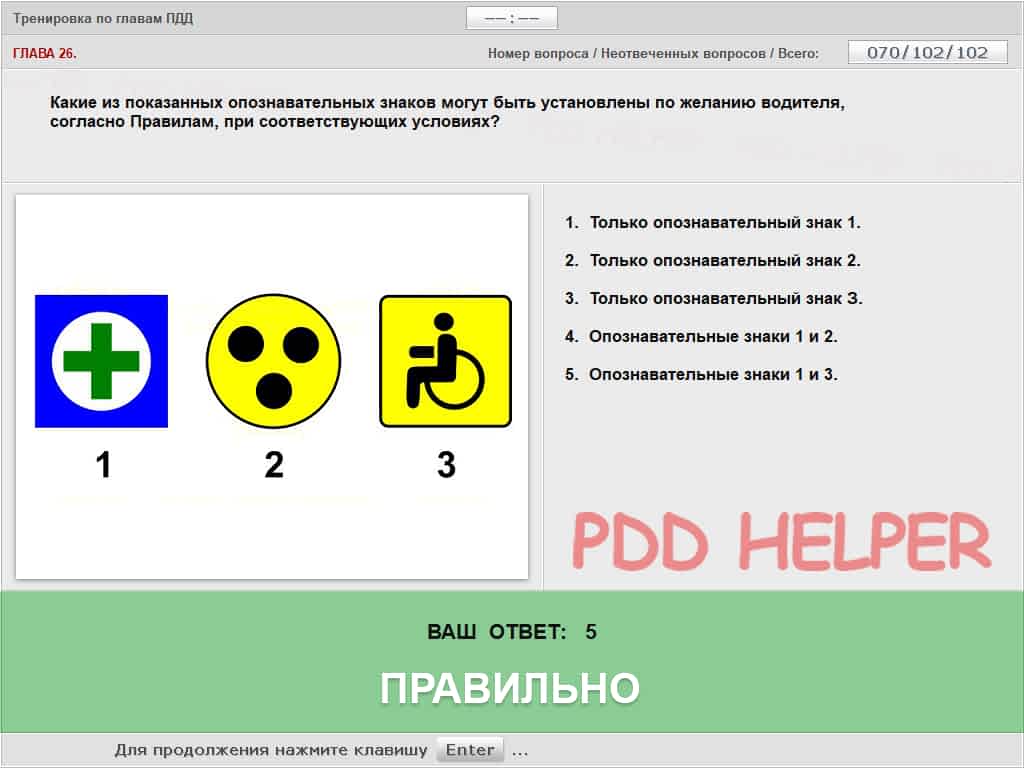 Тренировка по главам ПДД
–– : ––
ГЛАВА 26.
Номер вопроса / Неотвеченных вопросов / Всего:
070/102/102
Какие из показанных опознавательных знаков могут быть установлены по желанию водителя,
согласно Правилам, при соответствующих условиях?
1. Только опознавательный знак 1.
2. Только опознавательный знак 2.
3. Только опознавательный знак 3.
4. Опознавательные знаки 1 и 2.
5. Опознавательные знаки 1 и 3.
1
2
3
PDD HELPER
ВАШ ОТВЕТ: 5
ПРАВИЛЬНО
Для продолжения нажмите клавишу Enter ...